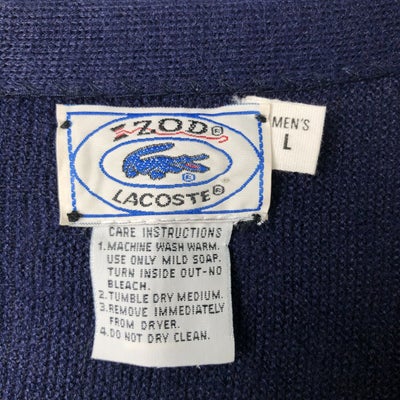 IZOD®
®
LACOSTE®
MEN'S
L
CARE INSTRUCTIONS
1. MACHINE WASH WARM.
USE ONLY MILD SOAP.
TURN INSIDE OUT-NO
BLEACH.
2. TUMBLE DRY MEDIUM.
3. REMOVE IMMEDIATELY
FROM DRYER.
4. DO NOT DRY CLEAN.